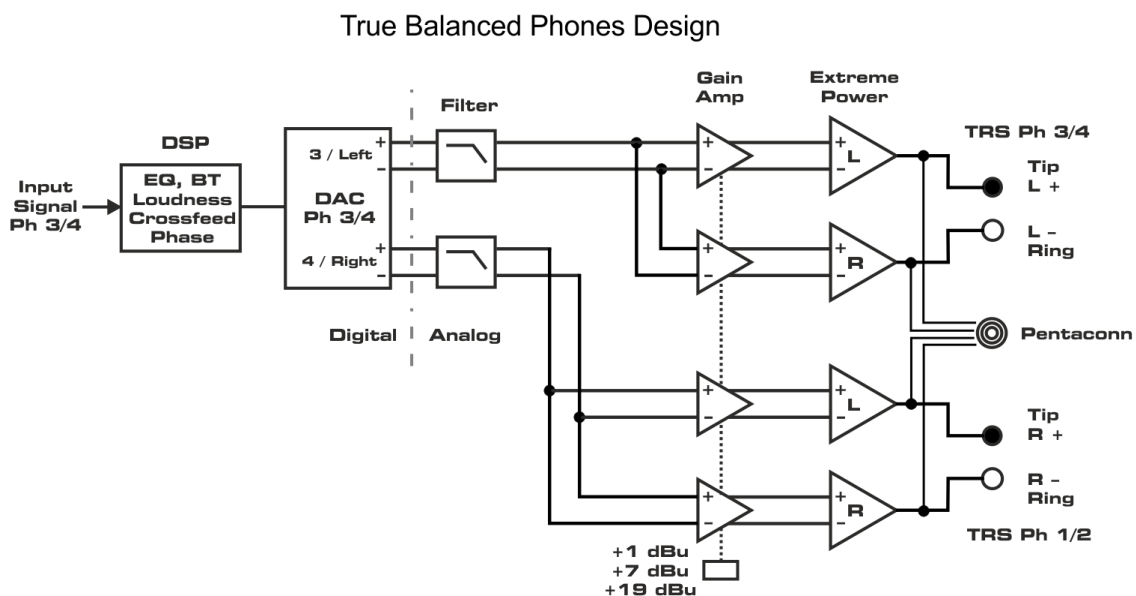 True Balanced Phones Design
Gain
Amp
Extreme
Power
Filter
DSP
TRS Ph 3/4
Input
Signal
Ph 3/4
EQ, BT
Loudness
Crossfeed
Phase
3 / Left
+
–
DAC
Ph 3/4
4 / Right
+
–
Digital
Analog
+
–
+
–
L
Tip
L +
+
–
+
–
R
L –
Ring
Pentaconn
+
–
+
–
L
Tip
R +
+
–
+
–
R
R –
Ring
TRS Ph 1/2
+1 dBu
+7 dBu
+19 dBu